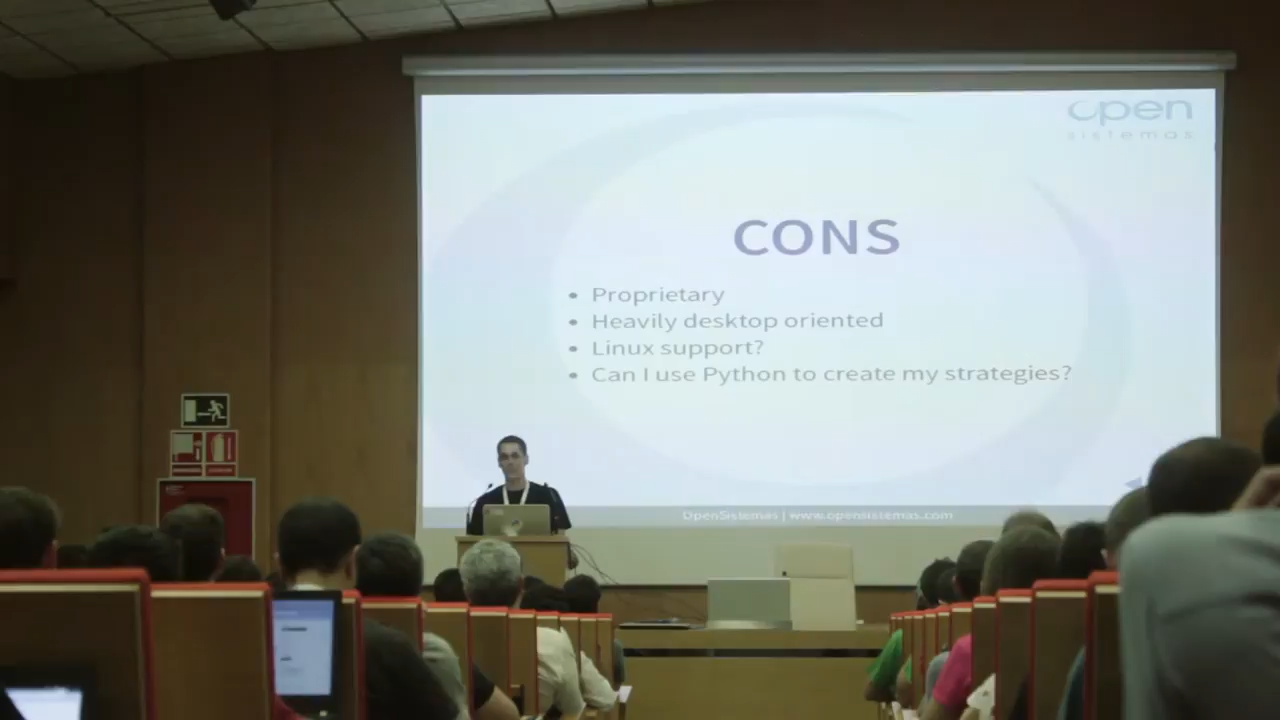 open
sistemas
CONS
• Proprietary
• Heavily desktop oriented
• Linux support?
• Can I use Python to create my strategies?
OpenSistemas | www.opensistemas.com